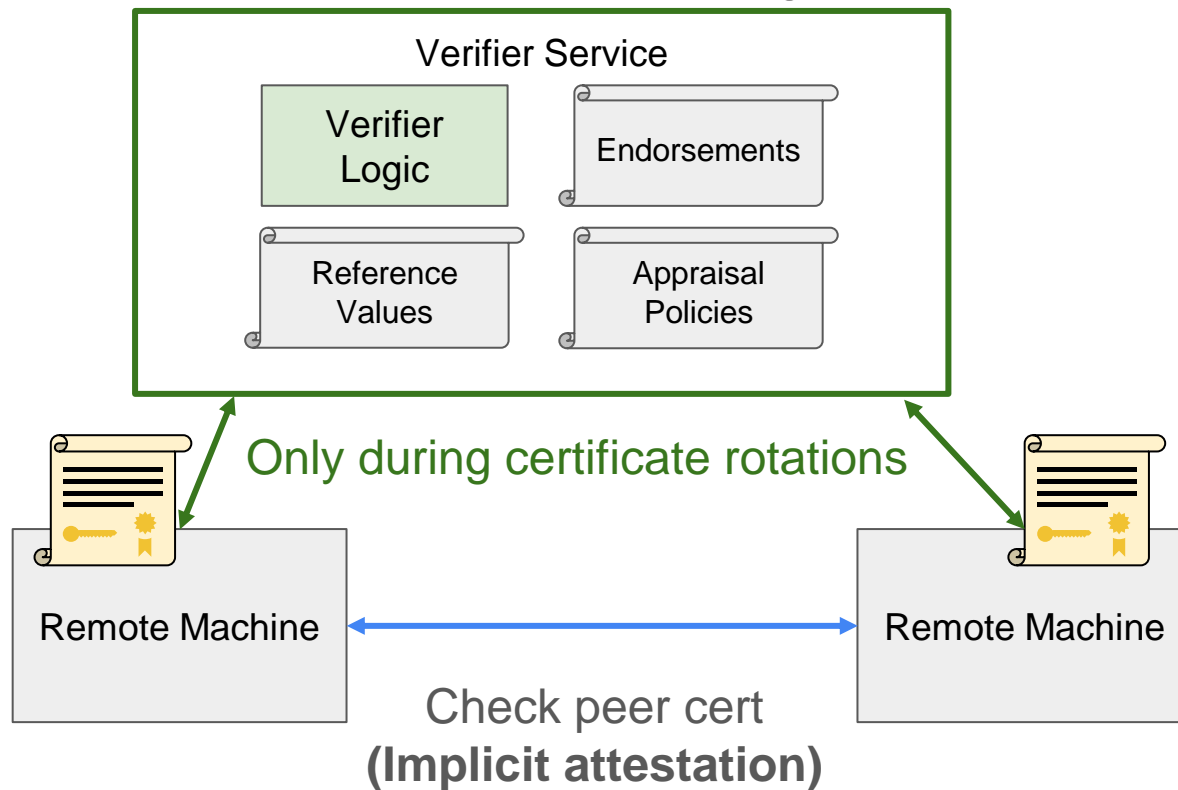 Verifier Service
Verifier
Logic
Endorsements
Reference
Values
Appraisal
Policies
Only during certificate rotations
Remote Machine
Remote Machine
Check peer cert
(Implicit attestation)